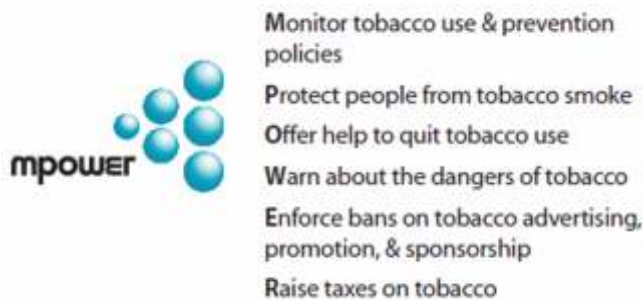 mpower
Monitor tobacco use & prevention
policies
Protect people from tobacco smoke
Offer help to quit tobacco use
Warn about the dangers of tobacco
Enforce bans on tobacco advertising,
promotion, & sponsorship
Raise taxes on tobacco